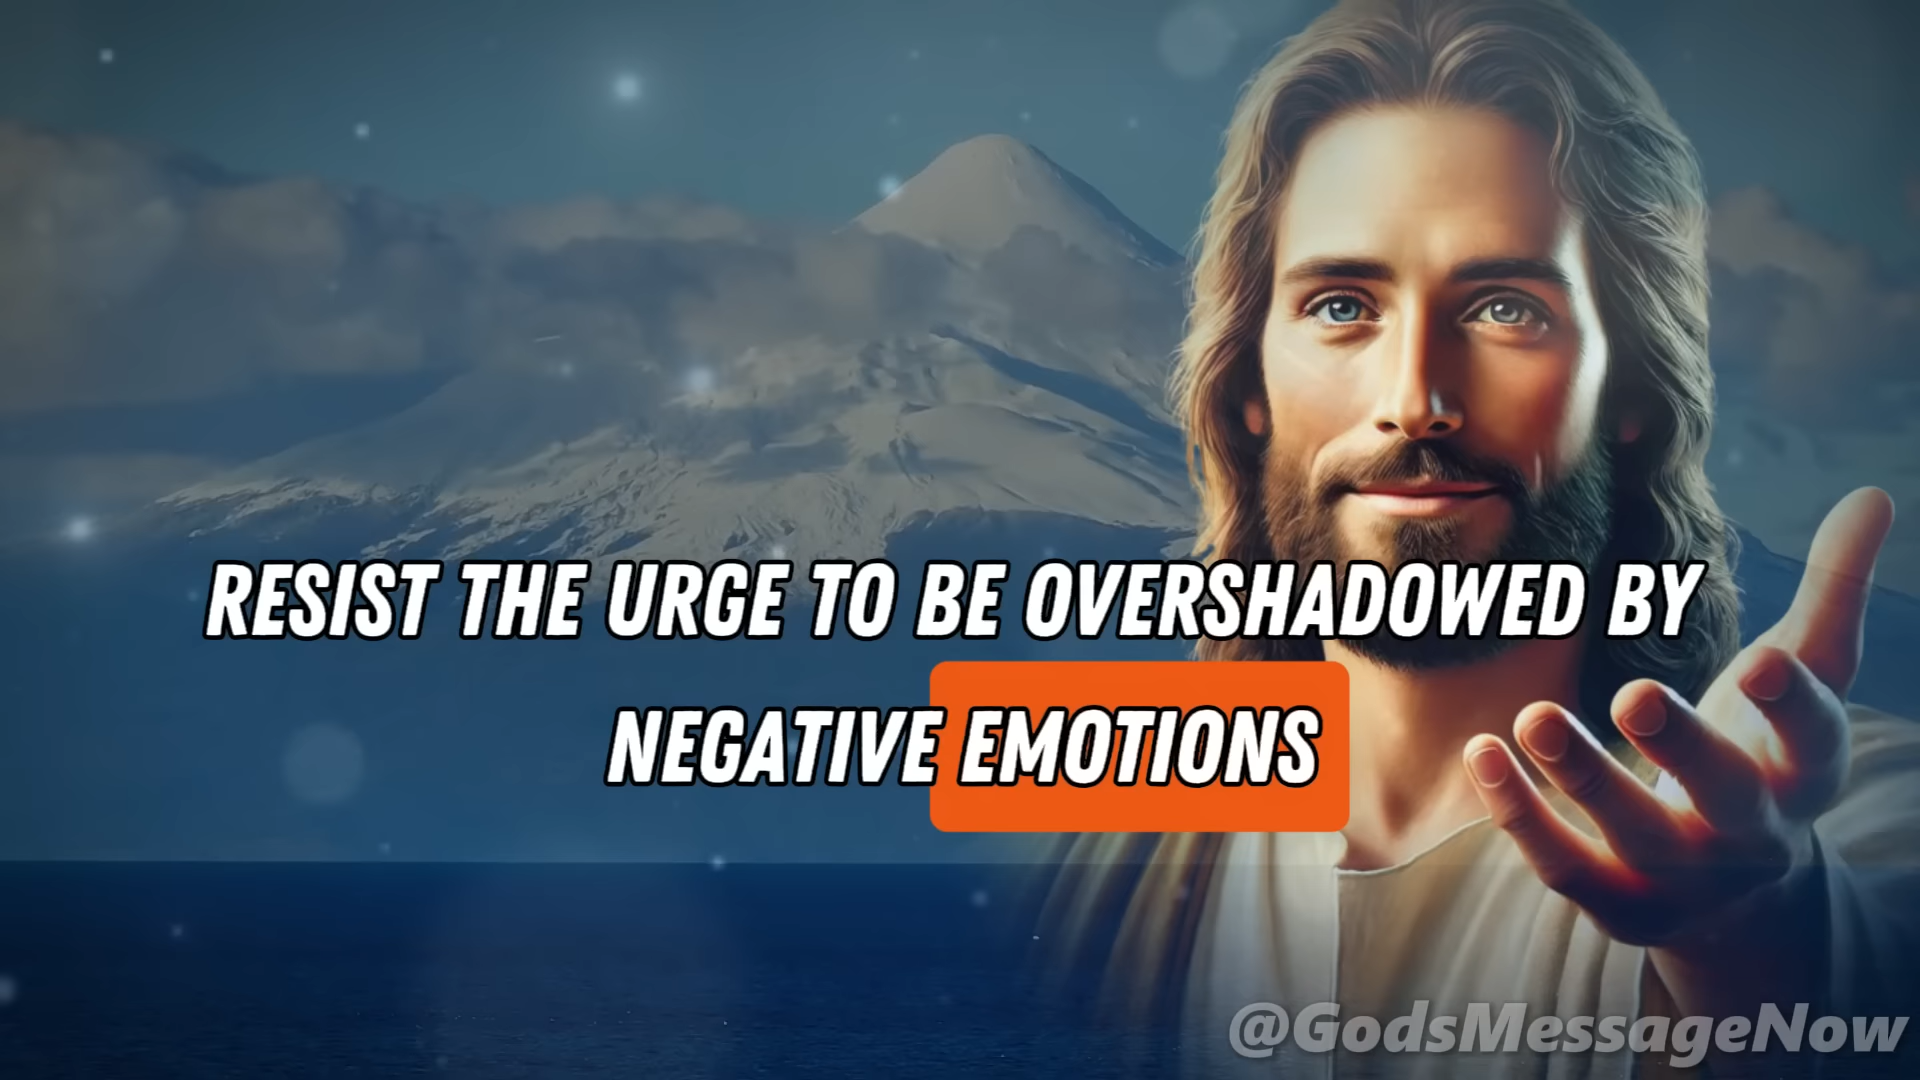 RESIST THE URGE TO BE OVERSHADOWED BY
NEGATIVE EMOTIONS
@GodsMessageNow